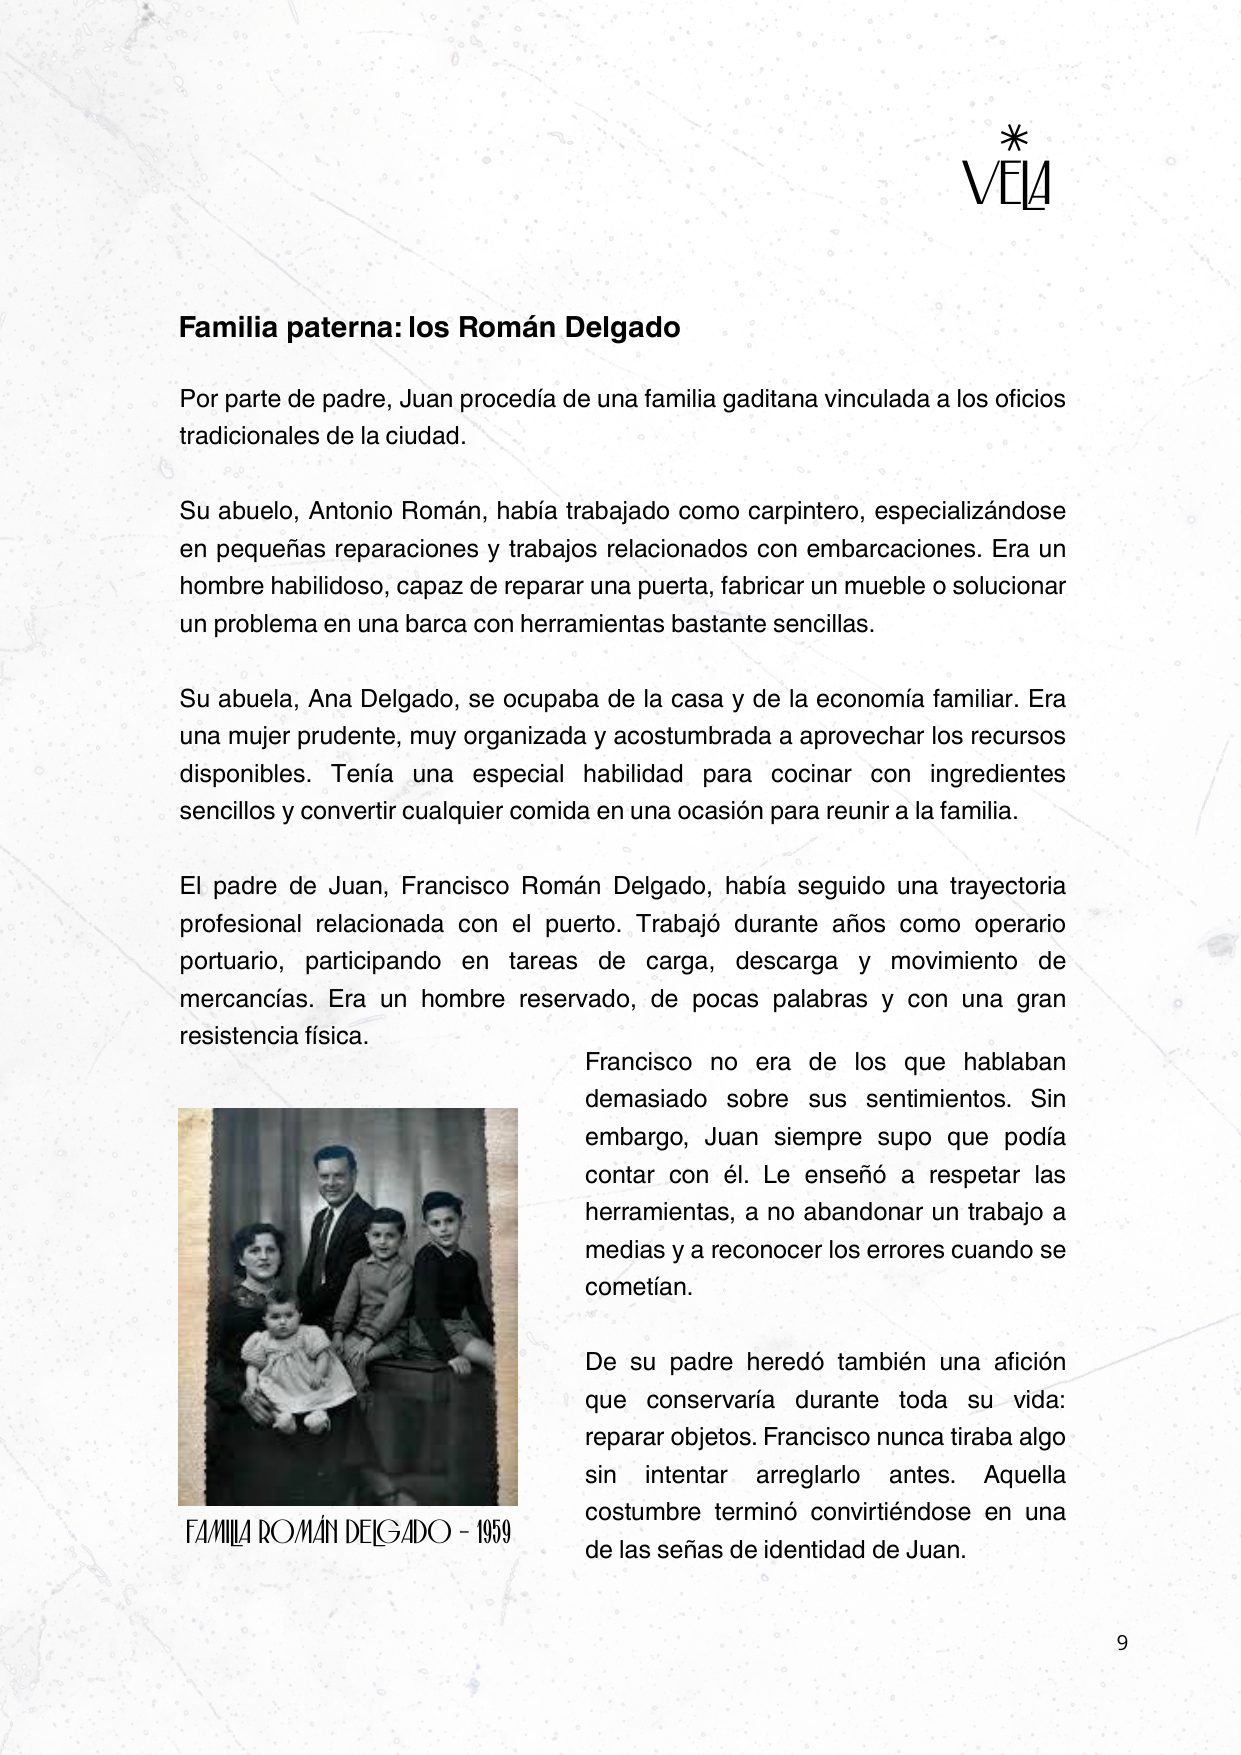 VELA
Familia paterna: los Román Delgado
Por parte de padre, Juan procedía de una familia gaditana vinculada a los oficios
tradicionales de la ciudad.
Su abuelo, Antonio Román, había trabajado como carpintero, especializándose
en pequeñas reparaciones y trabajos relacionados con embarcaciones. Era un
hombre habilidoso, capaz de reparar una puerta, fabricar un mueble o solucionar
un problema en una barca con herramientas bastante sencillas.
Su abuela, Ana Delgado, se ocupaba de la casa y de la economía familiar. Era
una mujer prudente, muy organizada y acostumbrada a aprovechar los recursos
disponibles. Tenía una especial habilidad para cocinar con ingredientes
sencillos y convertir cualquier comida en una ocasión para reunir a la familia.
El padre de Juan, Francisco Román Delgado, había seguido una trayectoria
profesional relacionada con el puerto. Trabajó durante años como operario
portuario, participando en tareas de carga, descarga y movimiento de
mercancías. Era un hombre reservado, de pocas palabras y con una gran
resistencia física.
Francisco no era de los que hablaban
demasiado sobre sus sentimientos. Sin
embargo, Juan siempre supo que podía
contar con él. Le enseñó a respetar las
herramientas, a no abandonar un trabajo a
medias y a reconocer los errores cuando se
cometían.
De su padre heredó también una afición
que conservaría durante toda su vida:
reparar objetos. Francisco nunca tiraba algo
sin intentar arreglarlo antes. Aquella
costumbre terminó convirtiéndose en una
de las señas de identidad de Juan.
FAMILIA ROMÁN DELGADO - 1959
9